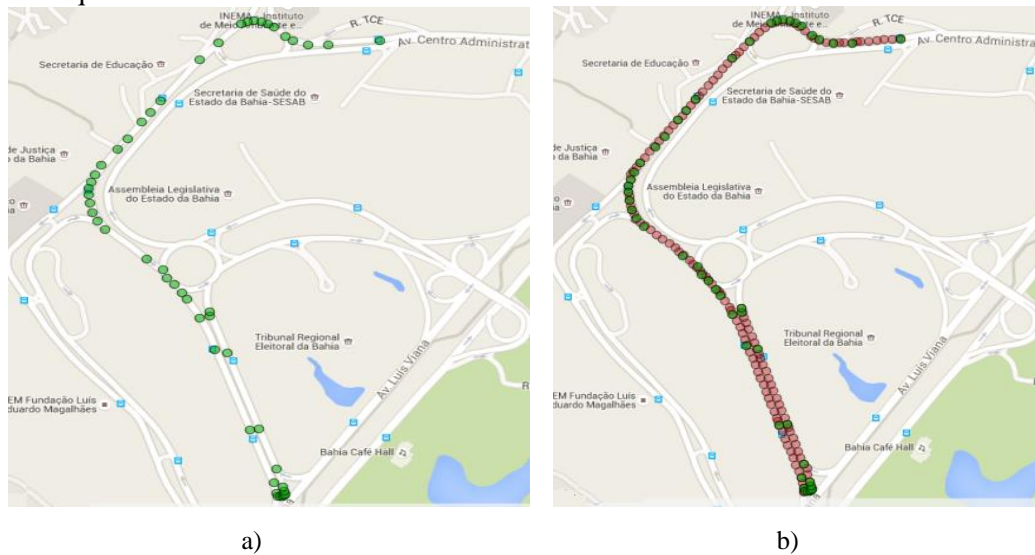 INEMA - Instituto
de Meio Ambiente e...
R. TCE
Av. Centro Administrat
Secretaria de Educação
Secretaria de Saúde do
Estado da Bahia-SESAB
de Justiça
do da Bahia
Assembleia Legislativa
do Estado da Bahia
Tribunal Regional
Eleitoral da Bahia
Av. Luís Viana
EM Fundação Luís
duardo Magalhães
Bahia Café Hall
a)
INEMA - Instituto
de Meio Ambiente e...
R. TCE
Av. Centro Administra
Secretaria de Educação
Secretaria de Saúde do
Estado da Bahia-SESAB
de Justiça
o da Bahia
Assembleia Legislativa
do Estado da Bahia
Tribunal Regional
Eleitoral da Bahia
Av. Luís Viana
R
EM Fundação Luís
duardo Magalhães
Bahia Café Hall
b)